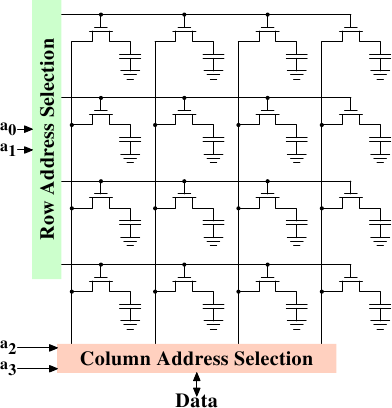 Row Address Selection
a0
a1
a2
a3
Column Address Selection
Data